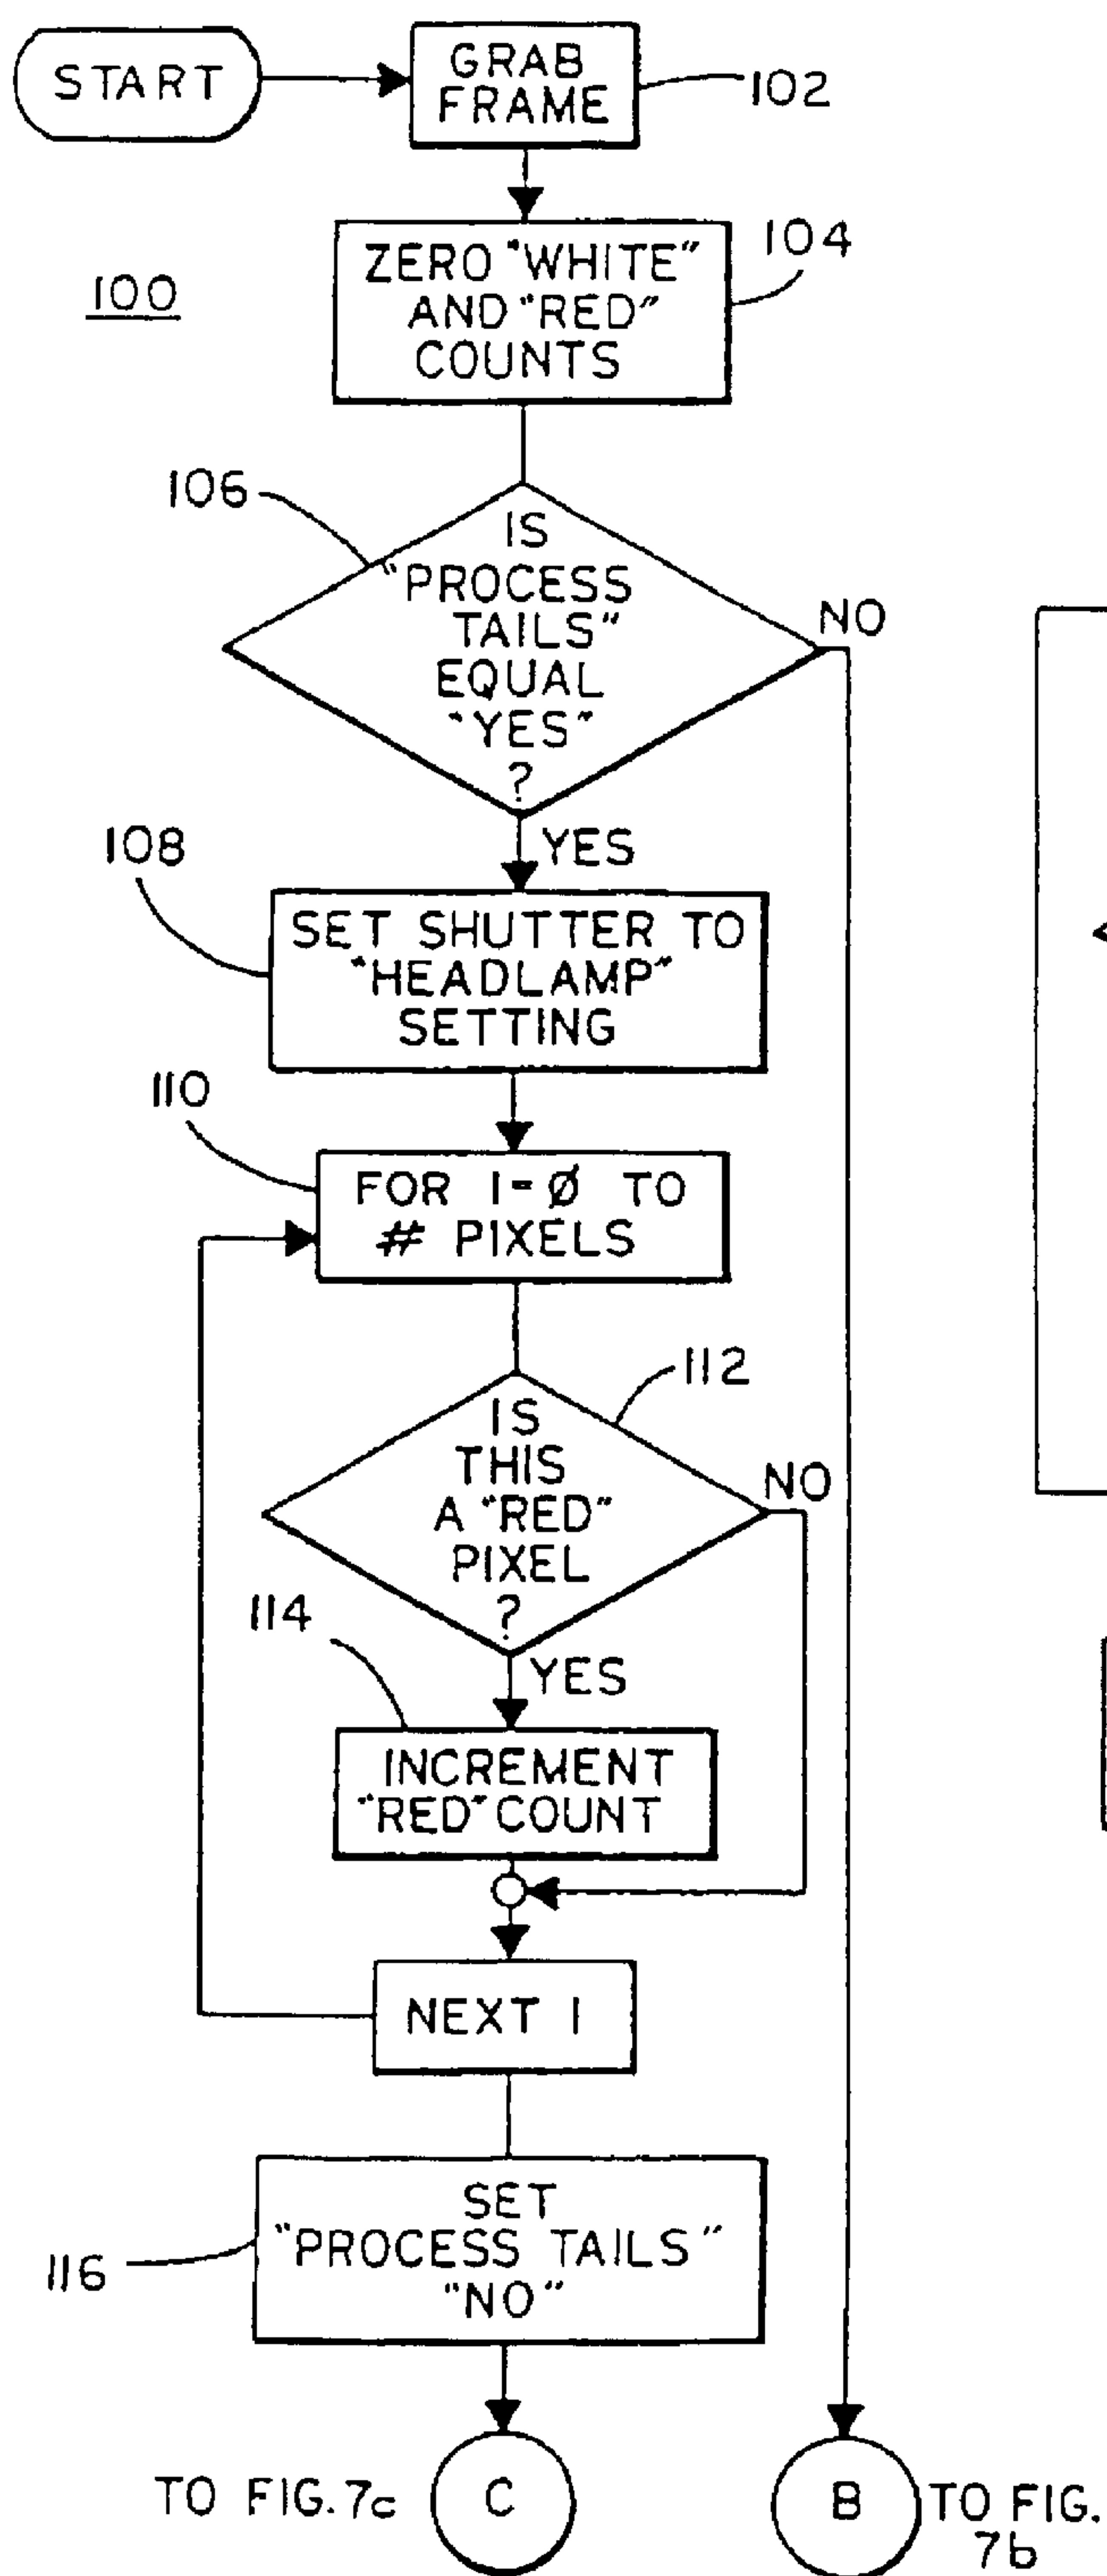 START
GRAB
FRAME
102
100
ZERO "WHITE"
AND "RED"
COUNTS
104
106
IS
"PROCESS
TAILS"
EQUAL
"YES"
?
NO
YES
108
SET SHUTTER TO
"HEADLAMP"
SETTING
110
FOR I=Ø TO
# PIXELS
112
IS
THIS
A "RED"
PIXEL
?
NO
YES
114
INCREMENT
"RED" COUNT
NEXT I
116
SET
"PROCESS TAILS"
"NO"
TO FIG. 7c
C
B
TO FIG.
7b